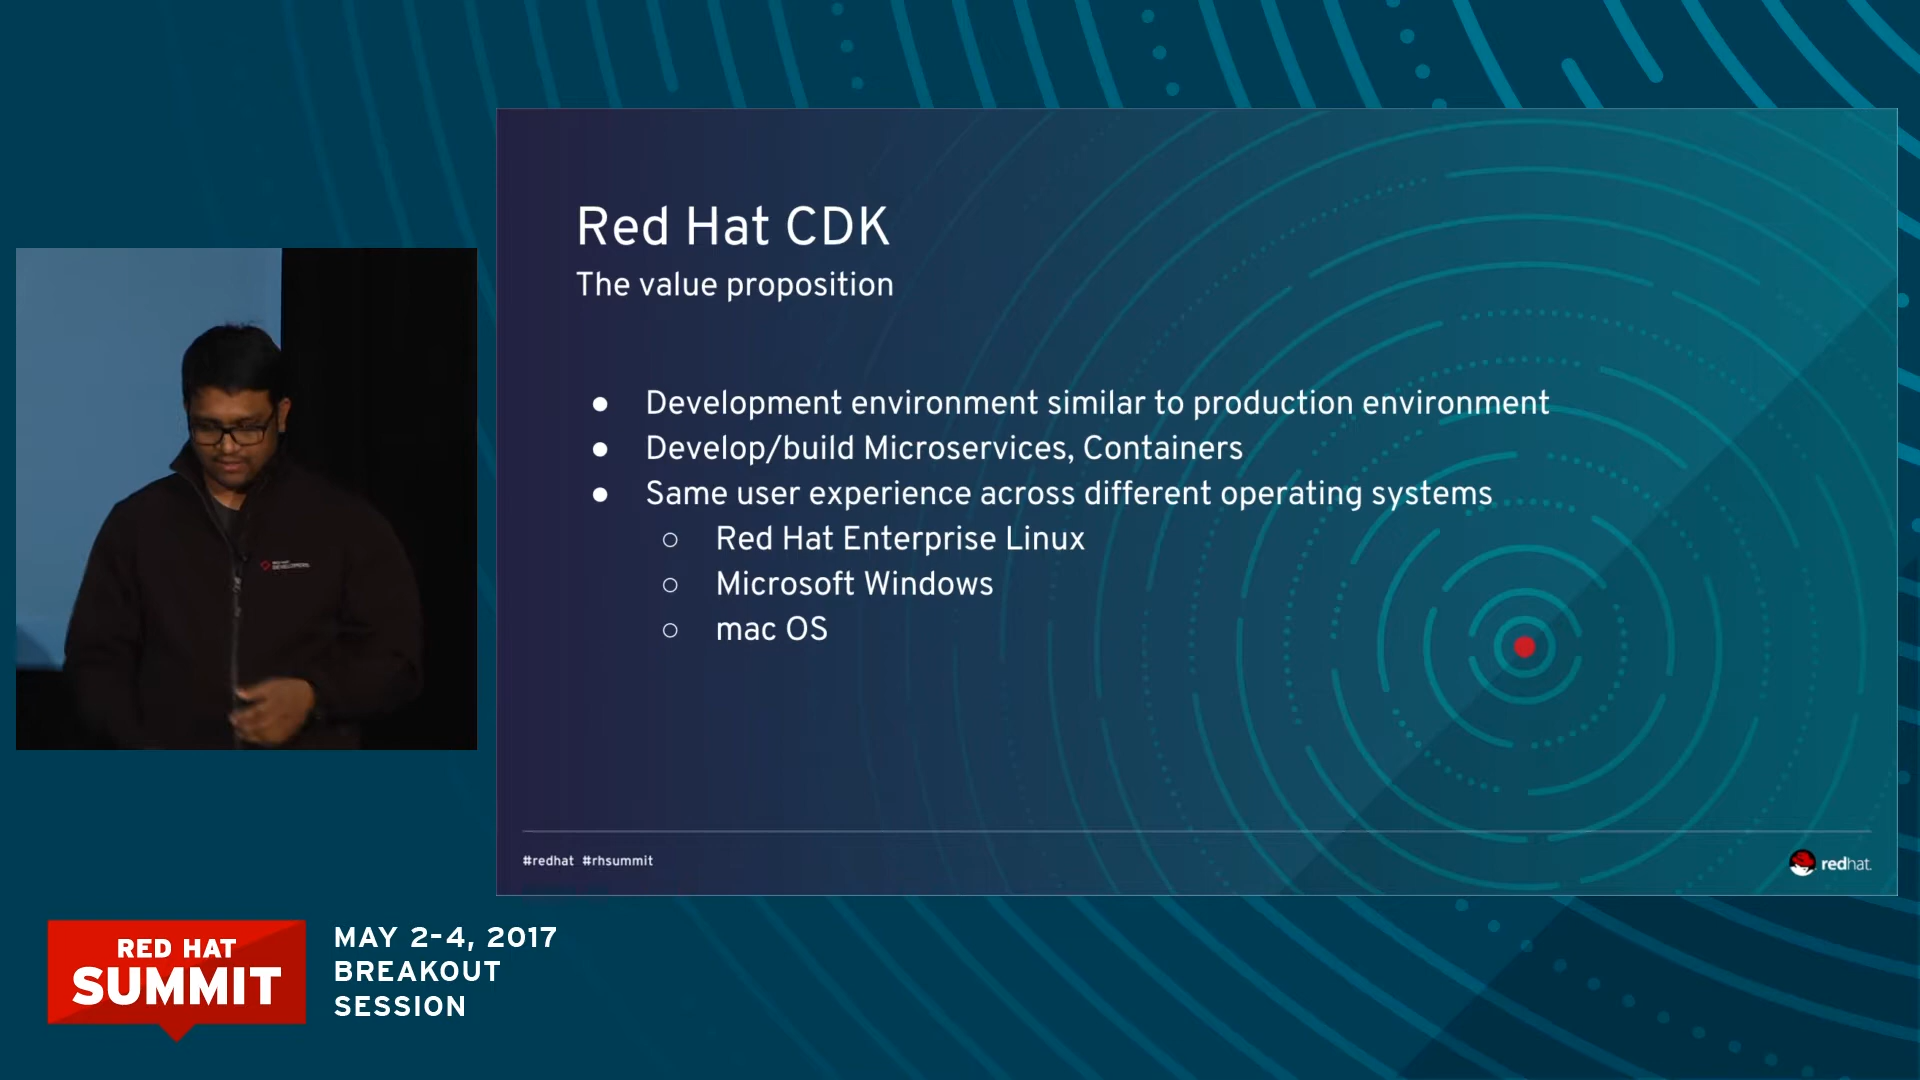 Red Hat CDK
The value proposition
● Development environment similar to production environment
● Develop/build Microservices, Containers
● Same user experience across different operating systems
○ Red Hat Enterprise Linux
○ Microsoft Windows
○ mac OS
#redhat #rhsummit
redhat.
RED HAT
SUMMIT
MAY 2-4, 2017
BREAKOUT
SESSION